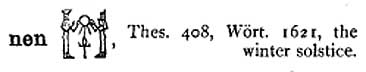 nen , Thes. 408, Wört. 1621, the
winter solstice.